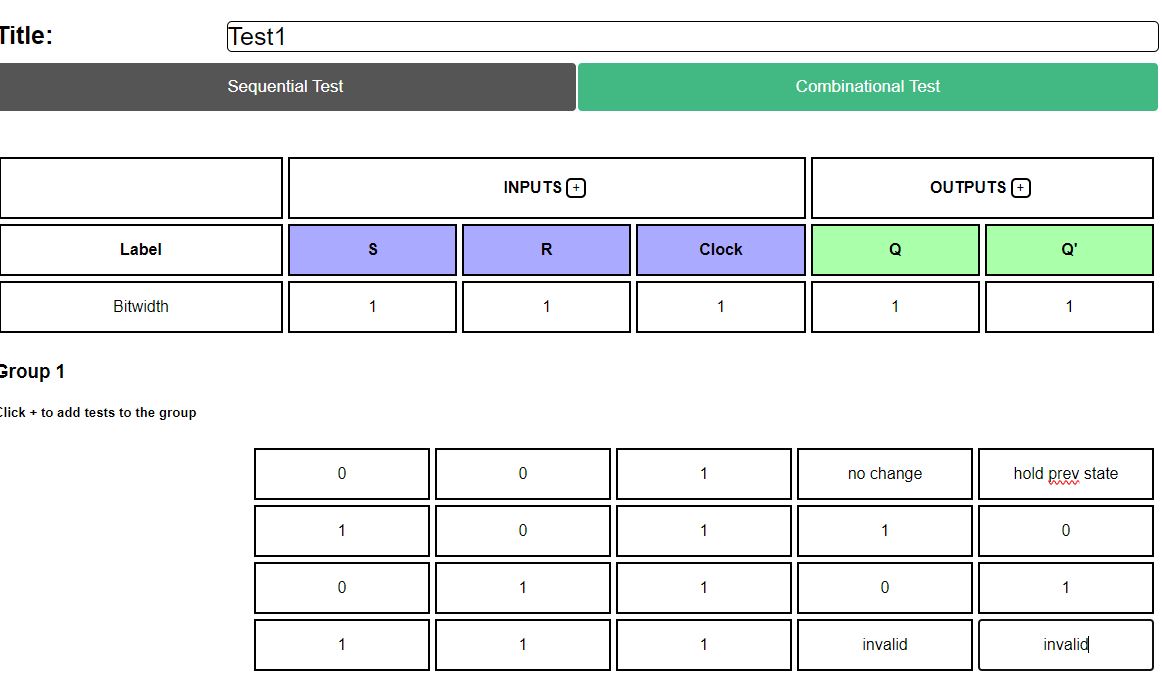 Title: Test1
Sequential Test Combinational Test
INPUTS + OUTPUTS +
Label S R Clock Q Q'
Bitwidth 1 1 1 1 1
Group 1
Click + to add tests to the group
0 0 1 no change hold prev state
1 0 1 1 0
0 1 1 0 1
1 1 1 invalid invalid